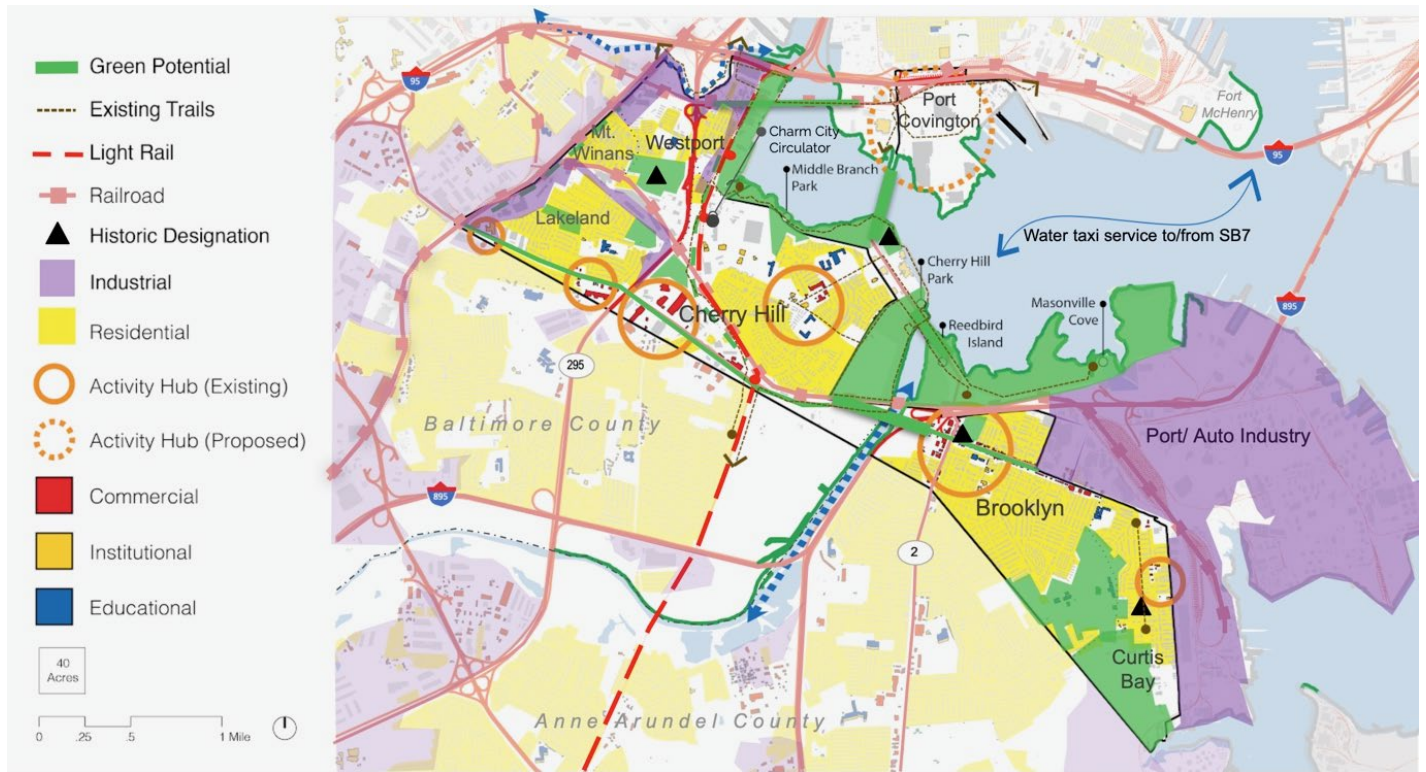 Green Potential
Existing Trails
Light Rail
Railroad
Historic Designation
Industrial
Residential
Activity Hub (Existing)
Activity Hub (Proposed)
Commercial
Institutional
Educational
40
Acres
0 .25 .5 1 Mile
95
Port
Covington
Fort
McHenry
Charm City
Circulator
Mt.
Winans
Westport
Middle Branch
Park
95
Lakeland
Water taxi service to/from SB7
Cherry Hill
Park
Masonville
Cove
Cherry Hill
Reedbird
Island
895
295
Baltimore County
Port/ Auto Industry
895
Brooklyn
2
Curtis
Bay
Anne Arundel County